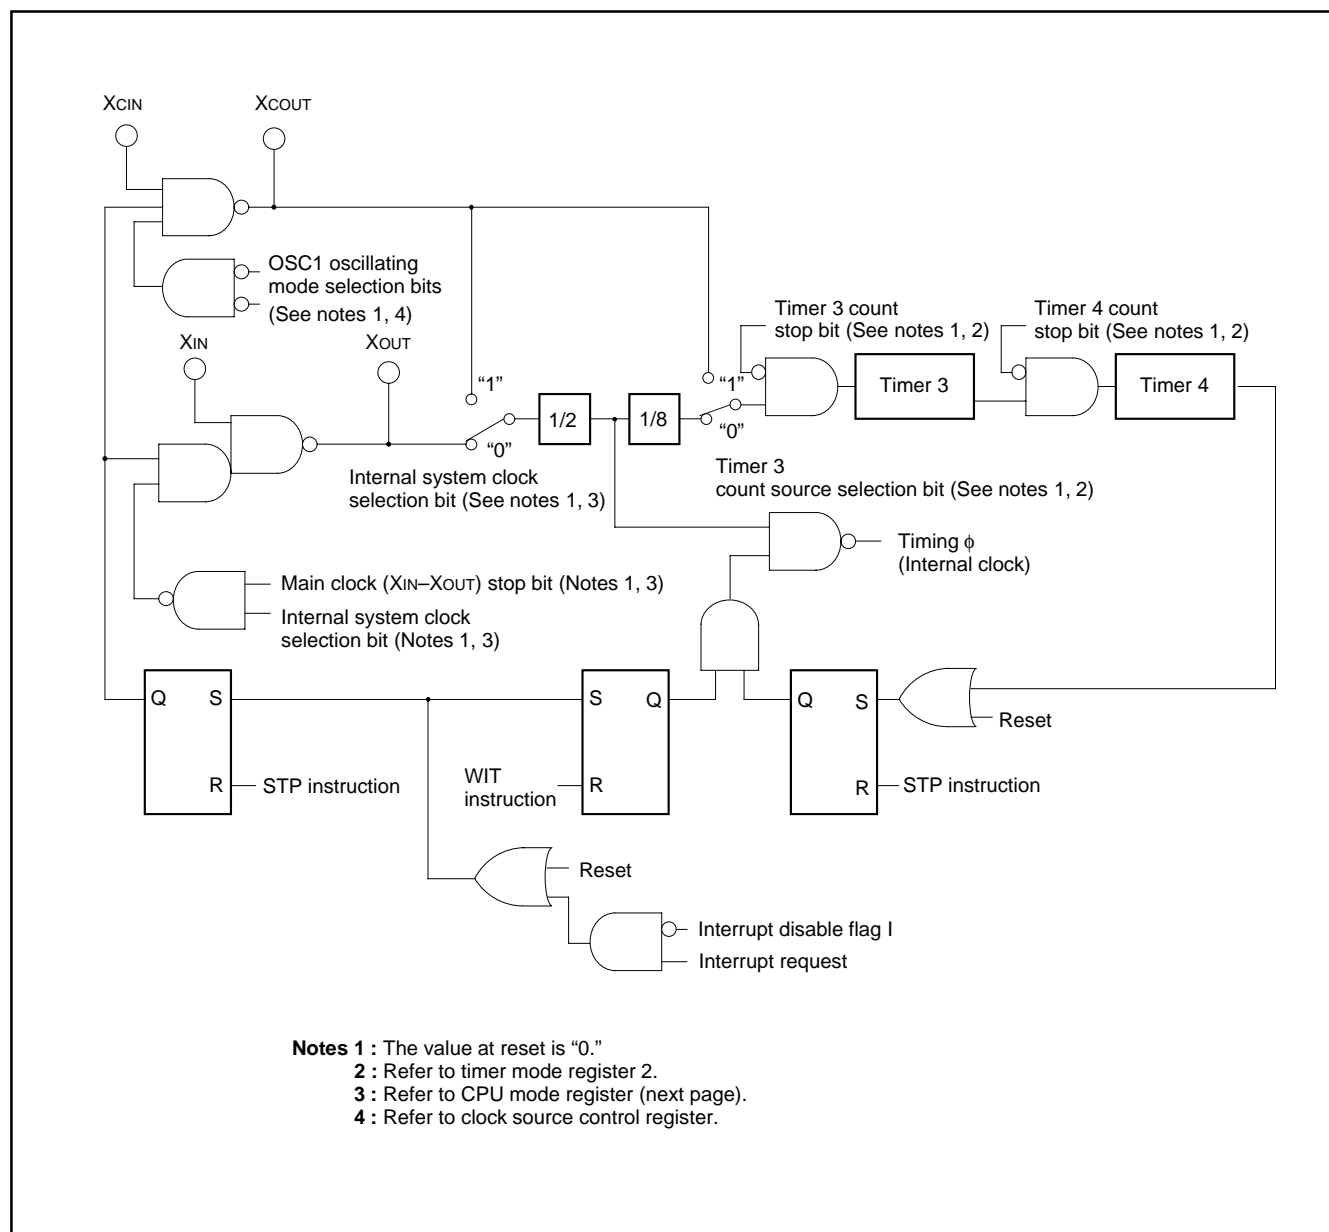 XCIN
XCOUT
OSC1 oscillating
mode selection bits
(See notes 1, 4)
XIN
XOUT
Timer 3 count
stop bit (See notes 1, 2)
Timer 4 count
stop bit (See notes 1, 2)
Timer 3
Timer 4
“1”
“0”
1/2
1/8
“1”
“0”
Internal system clock
selection bit (See notes 1, 3)
Timer 3
count source selection bit (See notes 1, 2)
Timing ϕ
(Internal clock)
Main clock (XIN–XOUT) stop bit (Notes 1, 3)
Internal system clock
selection bit (Notes 1, 3)
Q
S
R
STP instruction
S
Q
R
WIT
instruction
Q
S
R
Reset
STP instruction
Reset
Interrupt disable flag I
Interrupt request
Notes 1 : The value at reset is “0.”
2 : Refer to timer mode register 2.
3 : Refer to CPU mode register (next page).
4 : Refer to clock source control register.